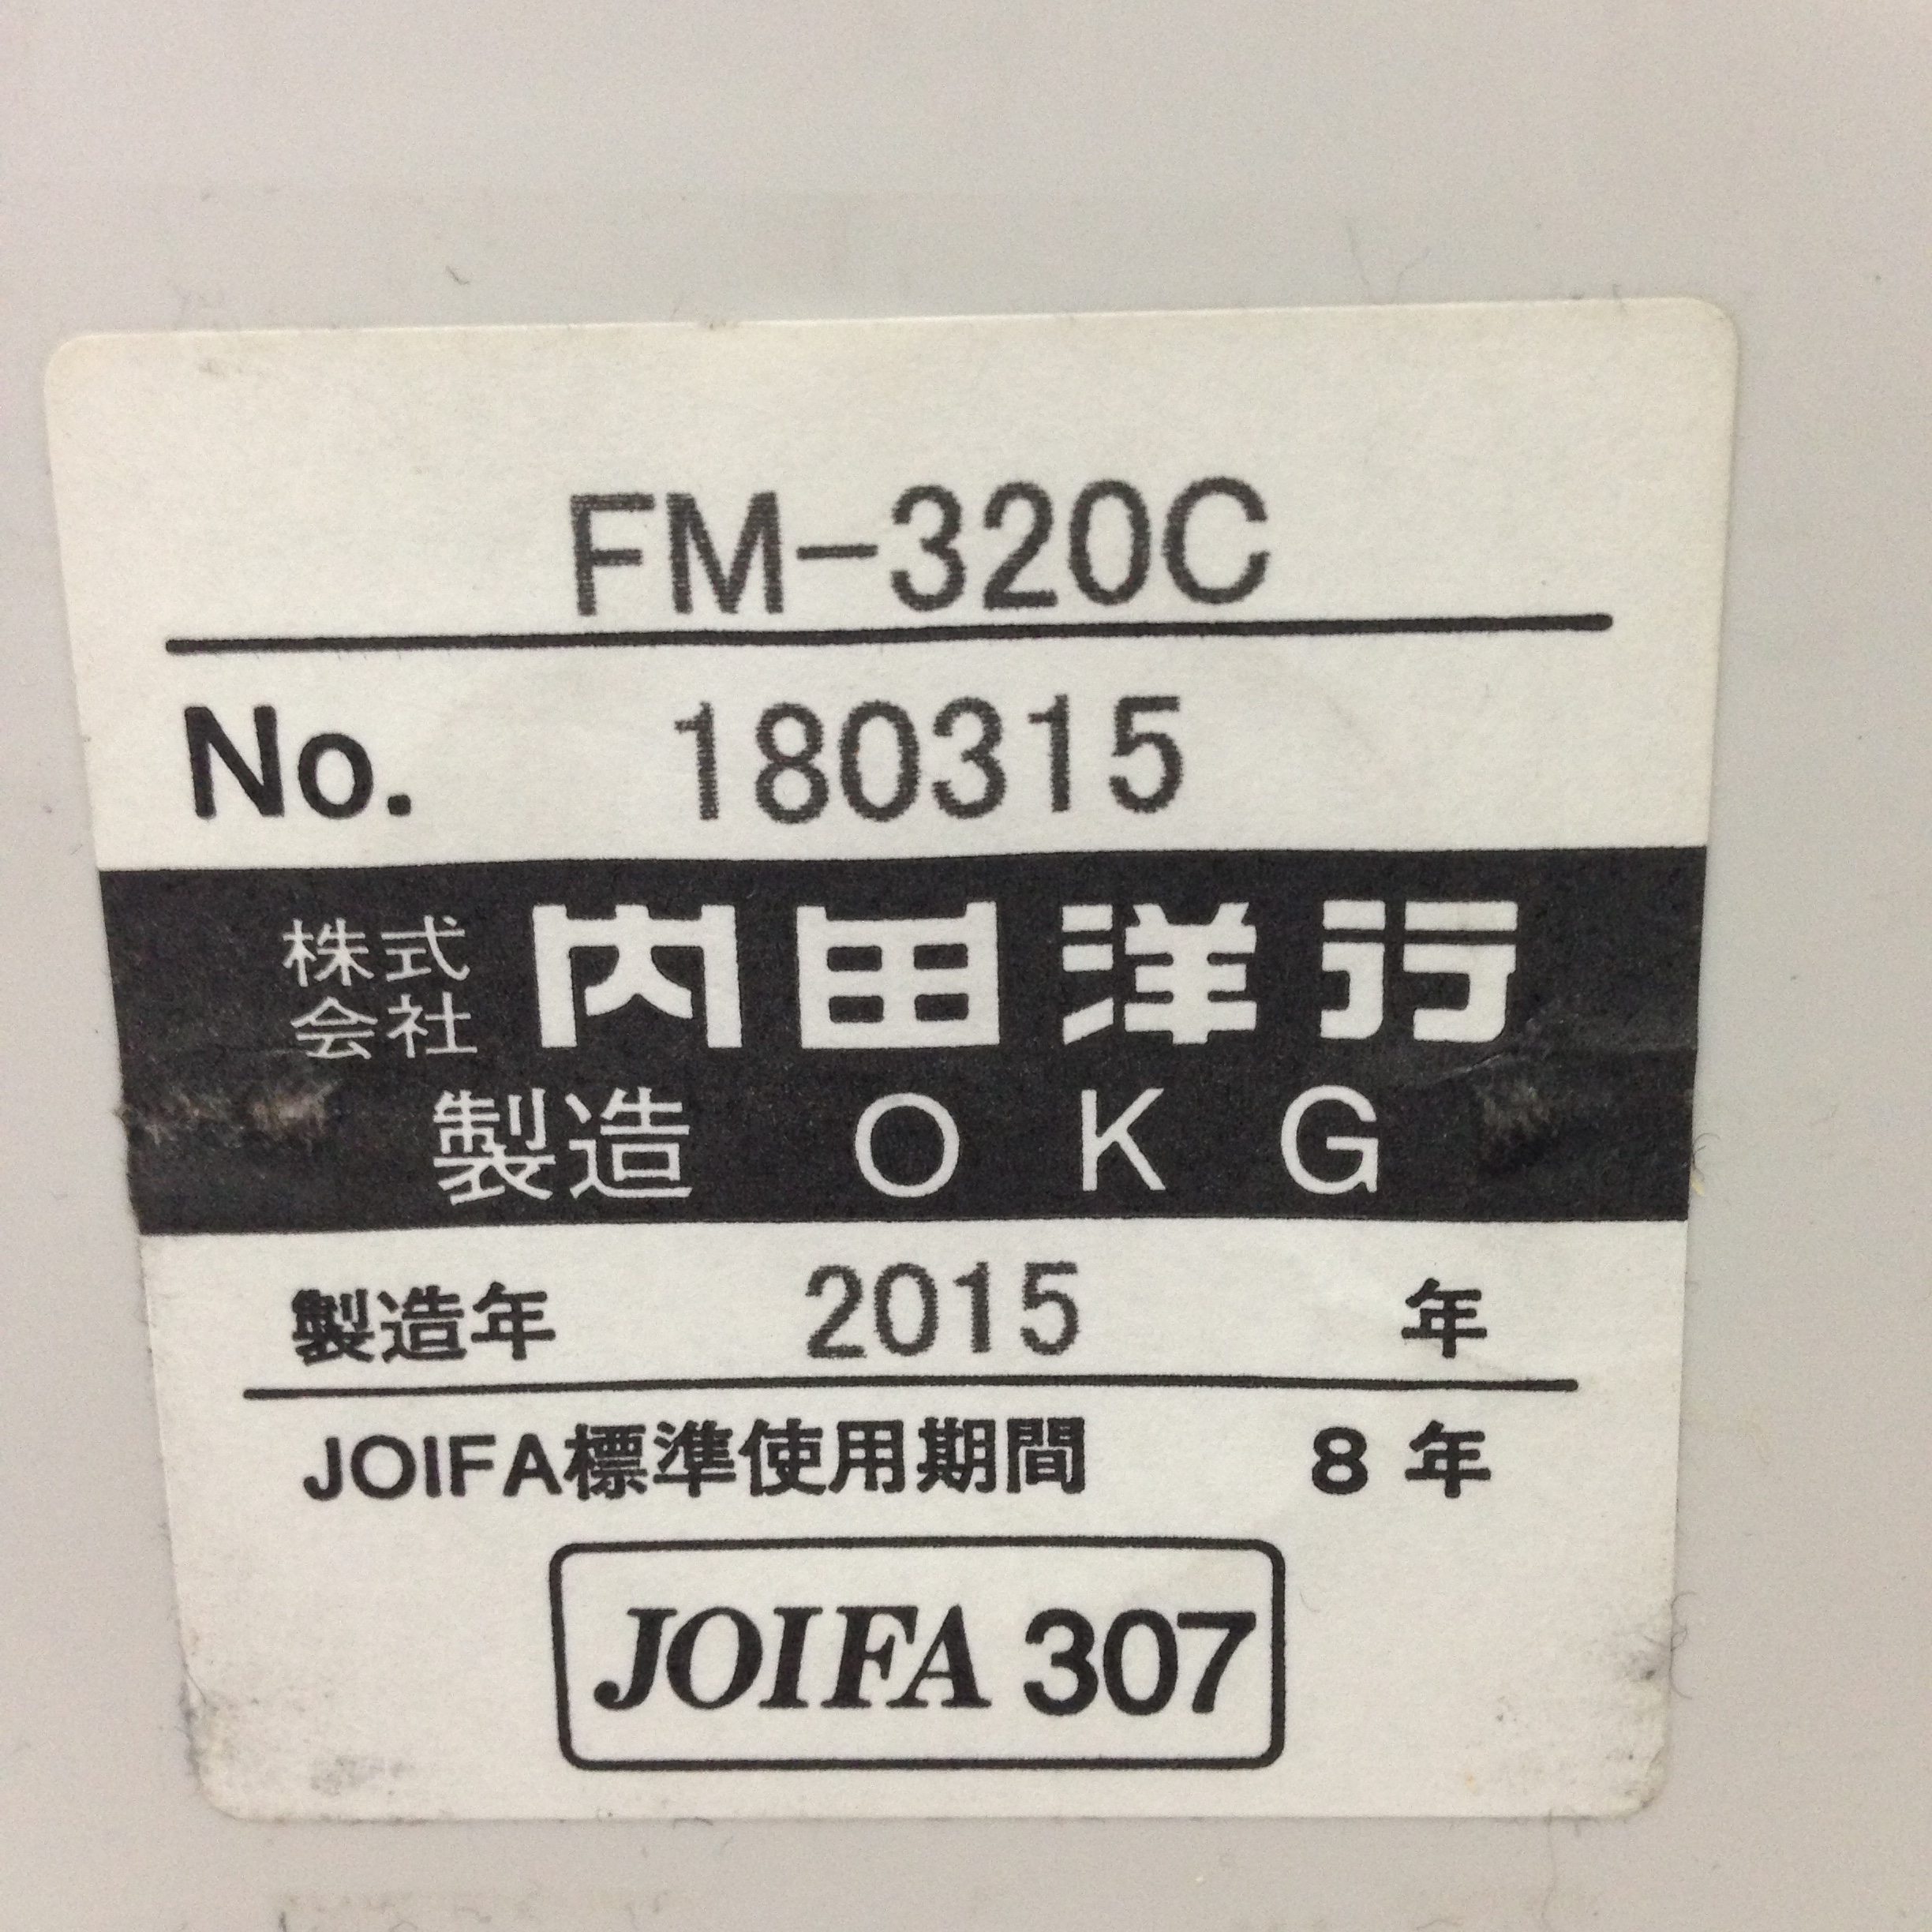 FM-320C
No. 180315
株式会社 内田洋行
製造 OKG
製造年 2015 年
JOIFA標準使用期間 8年
JOIFA 307